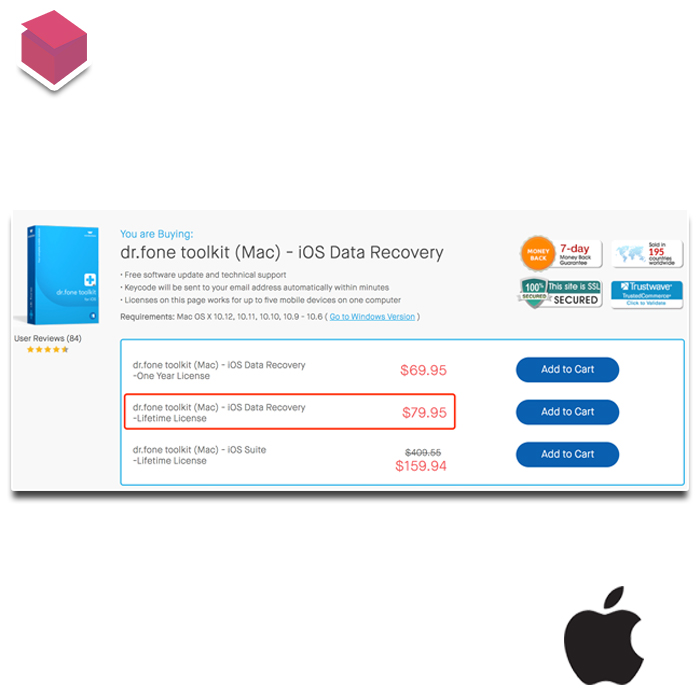 You are Buying:
dr.fone toolkit (Mac) - iOS Data Recovery
• Free software update and technical support
• Keycode will be sent to your email address automatically within minutes
• Licenses on this page works for up to five mobile devices on one computer
Requirements: Mac OS X 10.12, 10.11, 10.10, 10.9 - 10.6 ( Go to Windows Version )
MONEY BACK
7-day
Money Back
Guarantee
Sold in
195
countries
worldwide
100%
SECURED
This site is SSL
SECURED
Trustwave®
TrustedCommerce®
Click to Validate
dr.fone toolkit
for iOS
User Reviews (84)
dr.fone toolkit (Mac) - iOS Data Recovery
-One Year License
$69.95
Add to Cart
dr.fone toolkit (Mac) - iOS Data Recovery
-Lifetime License
$79.95
Add to Cart
dr.fone toolkit (Mac) - iOS Suite
-Lifetime License
$409.55
$159.94
Add to Cart